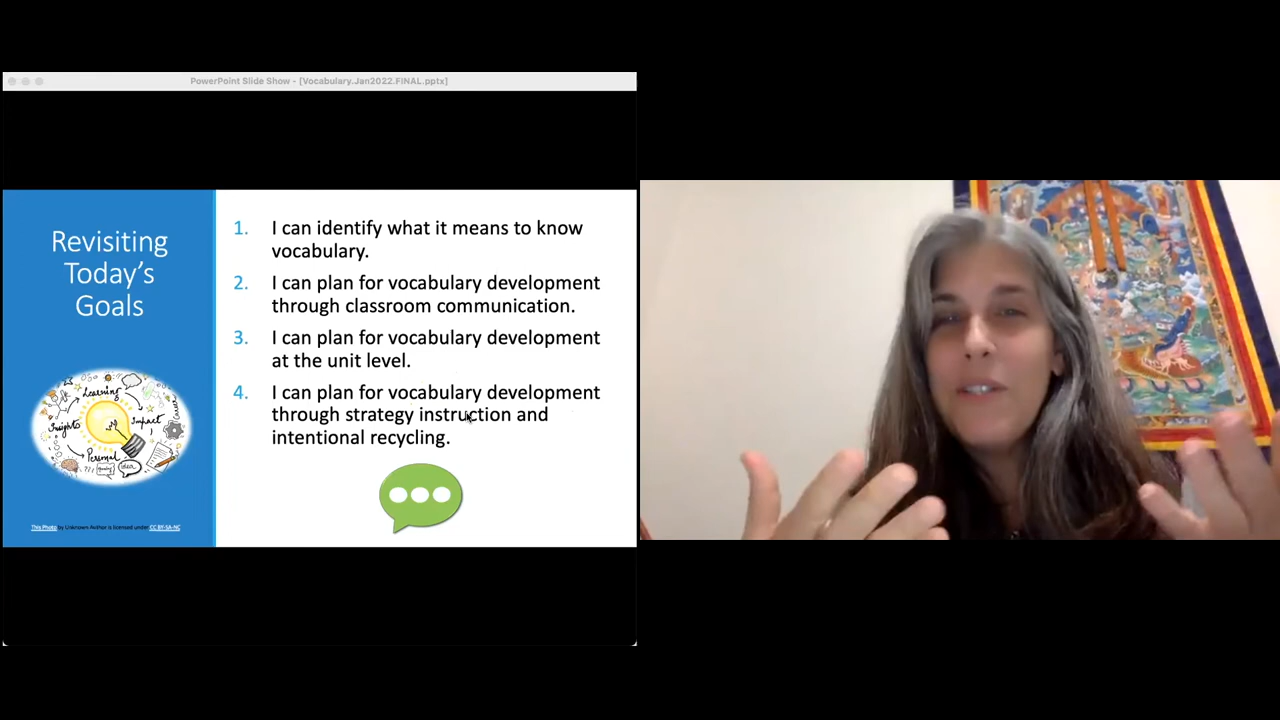 PowerPoint Slide Show - [Vocabulary.Jan2022.FINAL.pptx]
Revisiting
Today's
Goals
1. I can identify what it means to know
vocabulary.
2. I can plan for vocabulary development
through classroom communication.
3. I can plan for vocabulary development
at the unit level.
4. I can plan for vocabulary development
through strategy instruction and
intentional recycling.
Learning
Insights
Impact
Personal
This Photo by Unknown Author is licensed under CC BY-SA-NC